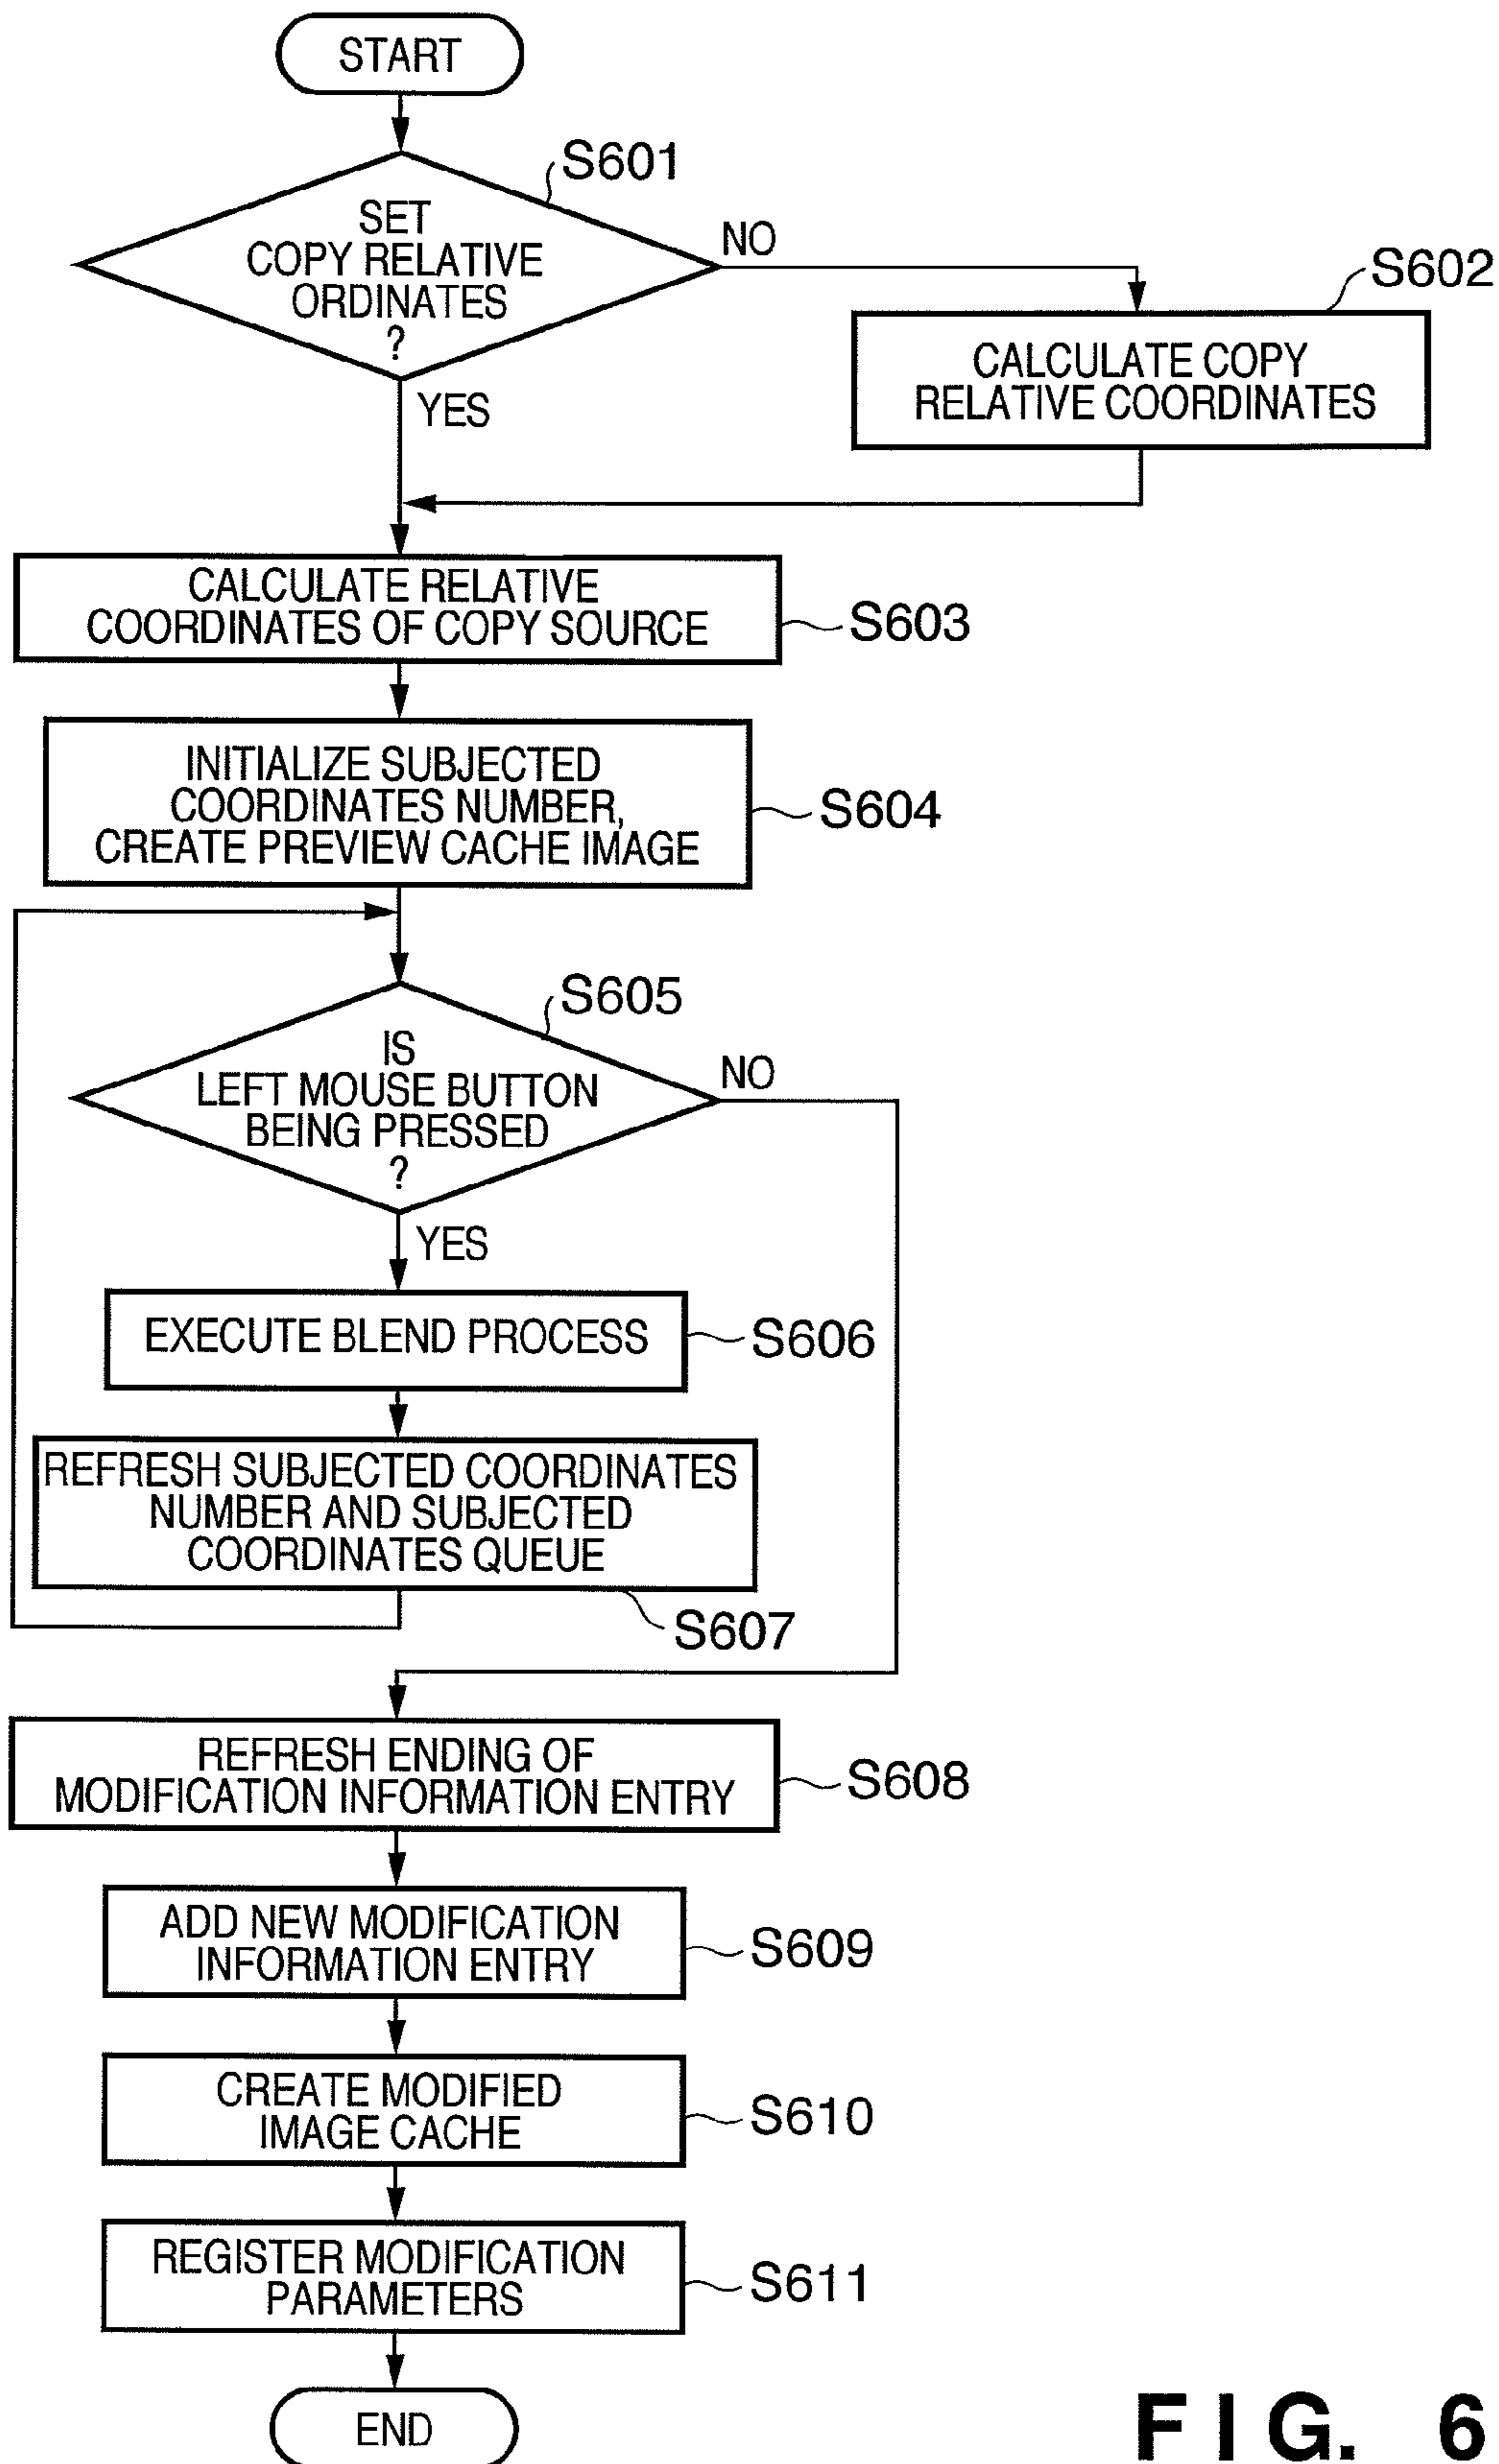 START
S601
SET
COPY RELATIVE
ORDINATES
?
NO
YES
S602
CALCULATE COPY
RELATIVE COORDINATES
CALCULATE RELATIVE
COORDINATES OF COPY SOURCE
S603
INITIALIZE SUBJECTED
COORDINATES NUMBER,
CREATE PREVIEW CACHE IMAGE
S604
S605
IS
LEFT MOUSE BUTTON
BEING PRESSED
?
NO
YES
EXECUTE BLEND PROCESS
S606
REFRESH SUBJECTED COORDINATES
NUMBER AND SUBJECTED
COORDINATES QUEUE
S607
REFRESH ENDING OF
MODIFICATION INFORMATION ENTRY
S608
ADD NEW MODIFICATION
INFORMATION ENTRY
S609
CREATE MODIFIED
IMAGE CACHE
S610
REGISTER MODIFICATION
PARAMETERS
S611
END
FIG. 6